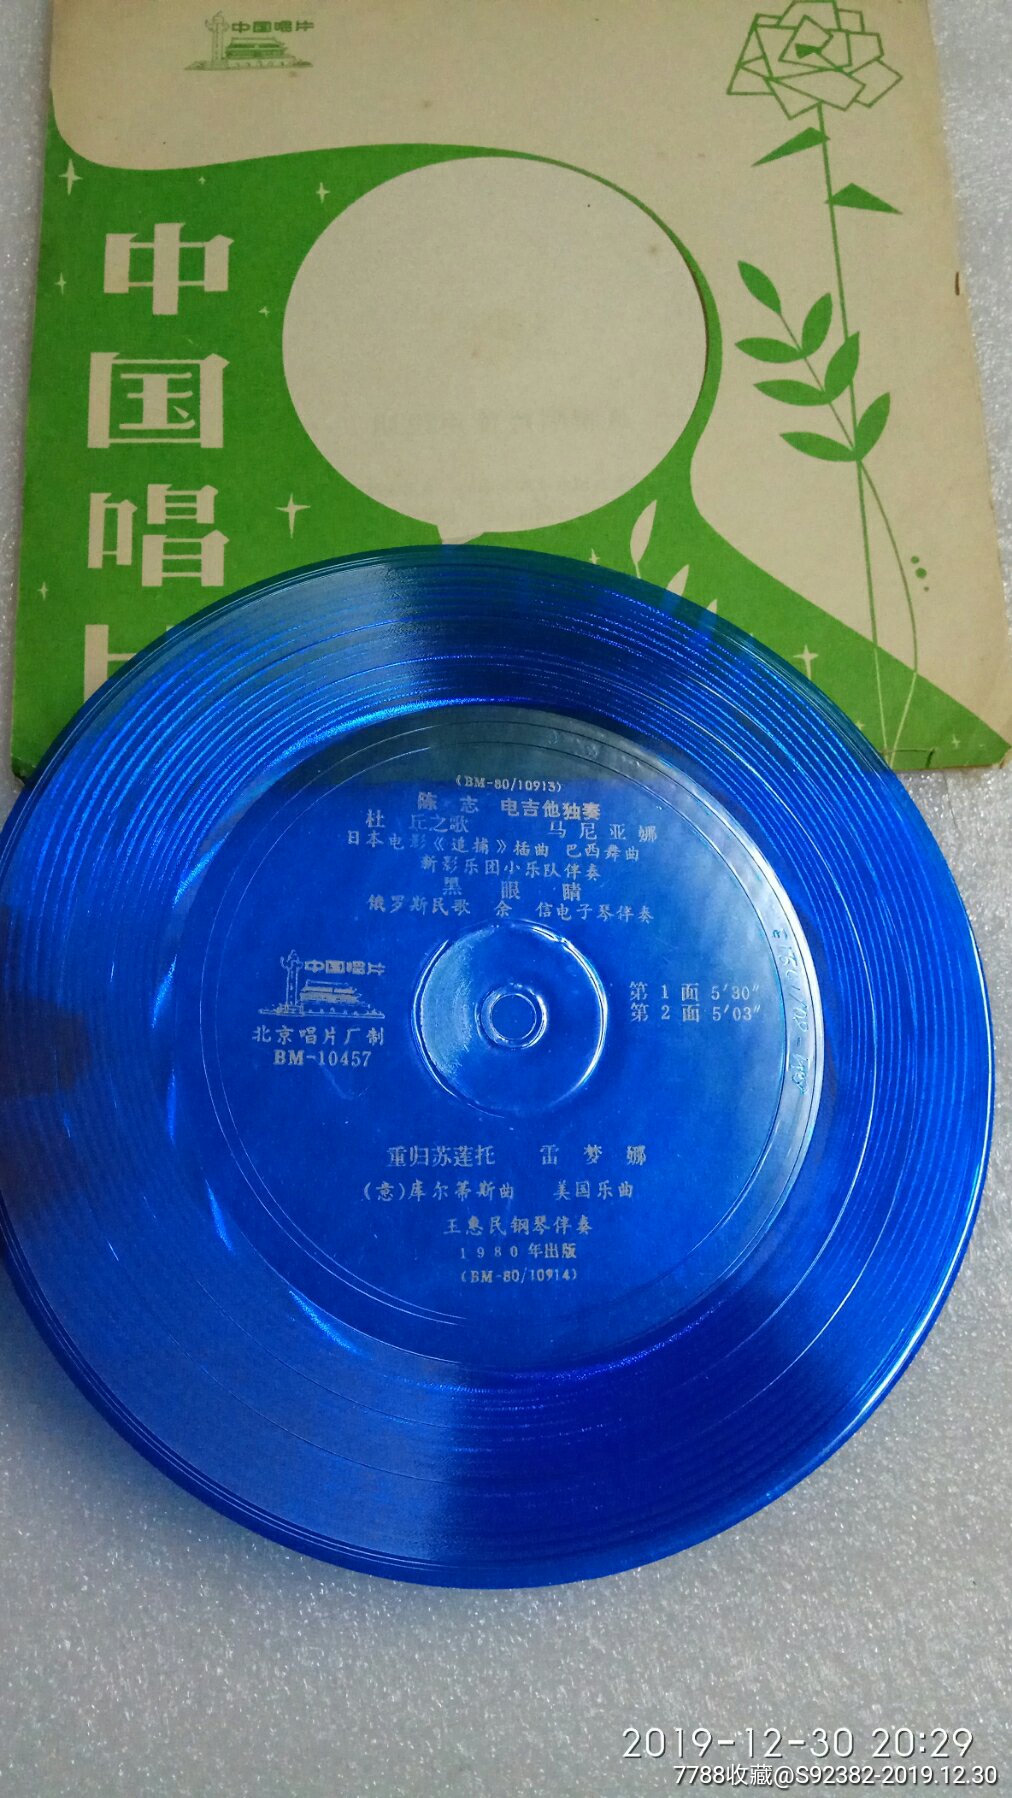 中国唱片
中
国
唱
(BM-80/10913)
陈 志 电吉他独奏
杜 丘之歌 马尼亚娜
日本电影《追捕》插曲 巴西舞曲
新影乐团小乐队伴奏
黑 眼 睛
俄罗斯民歌 余 信电子琴伴奏
中国唱片
北京唱片厂制
BM-10457
第 1 面 5'30"
第 2 面 5'03"
重归苏莲托 雷 梦 娜
(意)库尔蒂斯曲 美国乐曲
王惠民钢琴伴奏
1980年出版
(BM-80/10914)
2019-12-30 20:29
7788收藏@S92382-2019.12.30